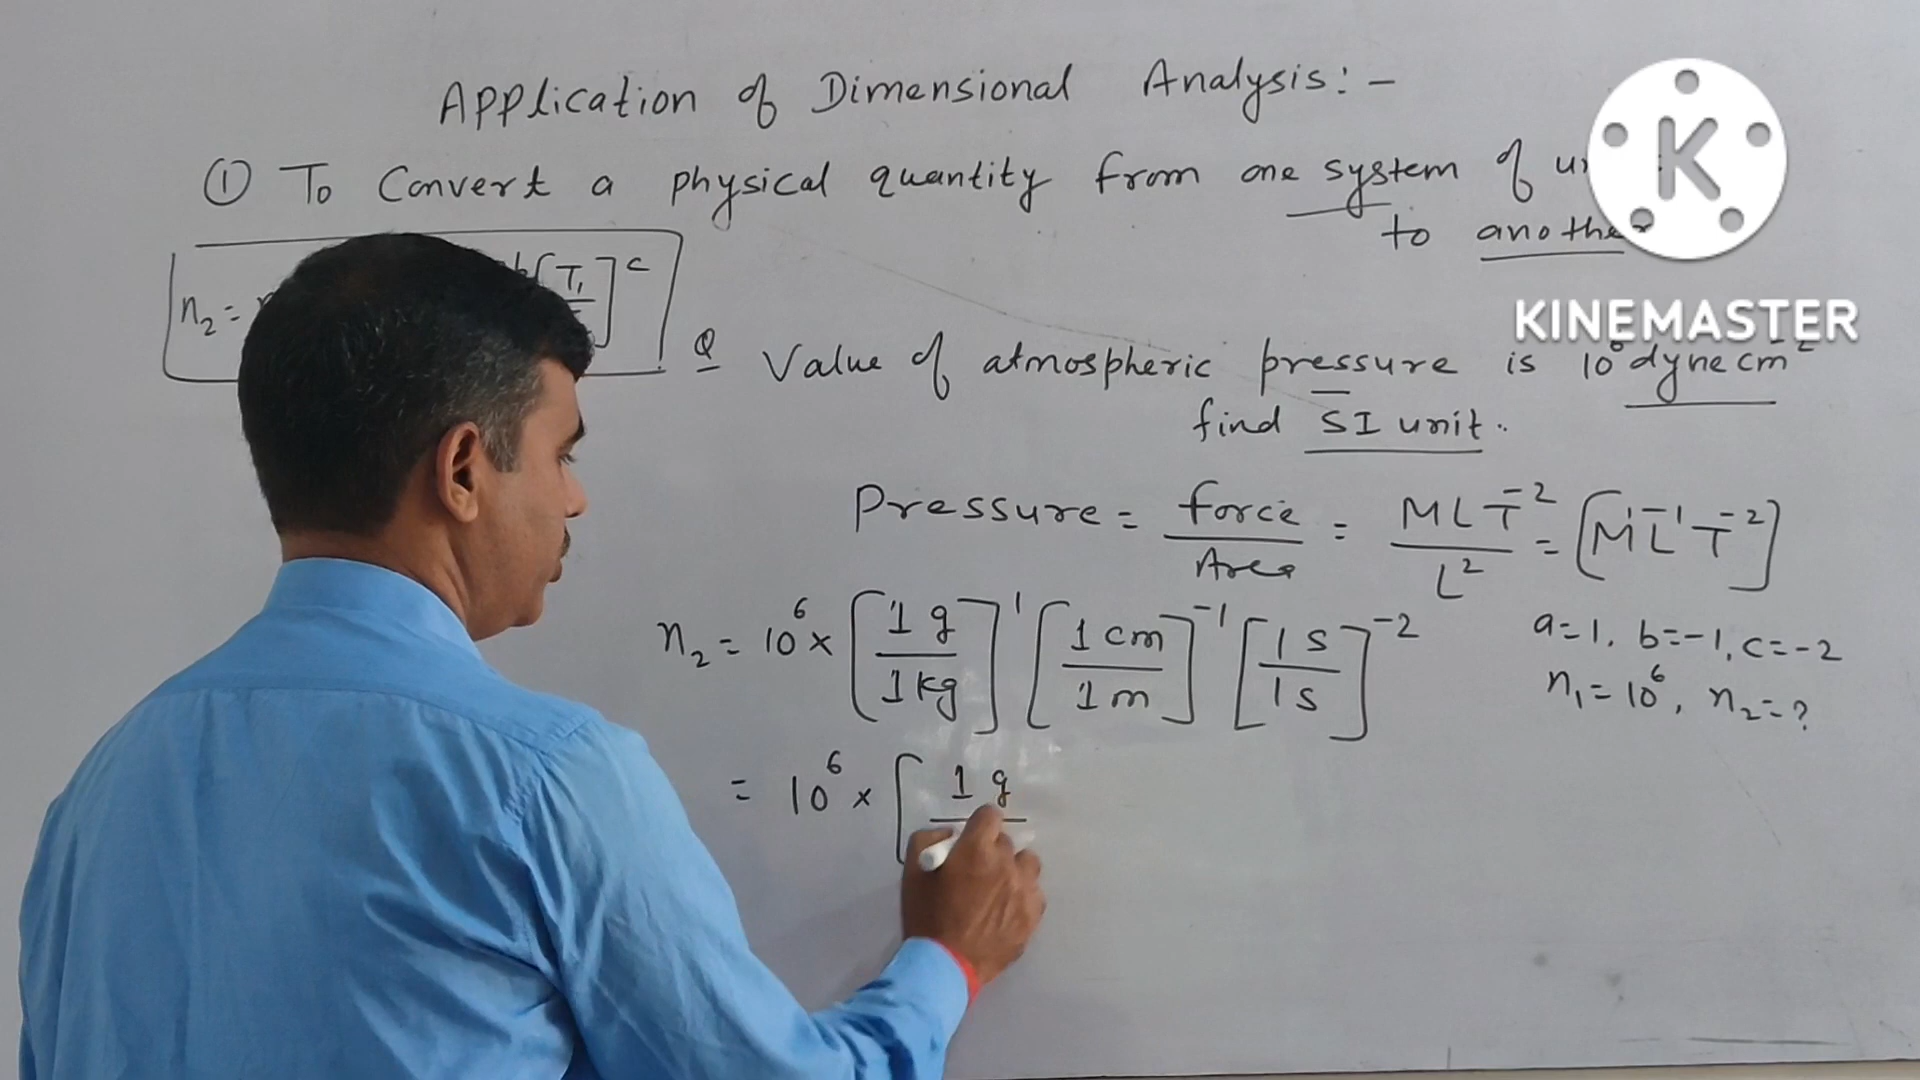 Application of Dimensional Analysis:-
① To Convert a physical quantity from one system of
to another
n₂ =
T₁ ]ᶜ
KINEMASTER
Q Value of atmospheric pressure is 10⁶ dyne cm⁻²
find SI unit.
Pressure = force/Area = MLT⁻²/L² = [M¹L⁻¹T⁻²]
n₂ = 10⁶ × [1 g/1 kg]¹ [1 cm/1 m]⁻¹ [1 s/1 s]⁻²
a=1, b=-1, c=-2
n₁ = 10⁶, n₂ = ?
= 10⁶ × [ 1 g